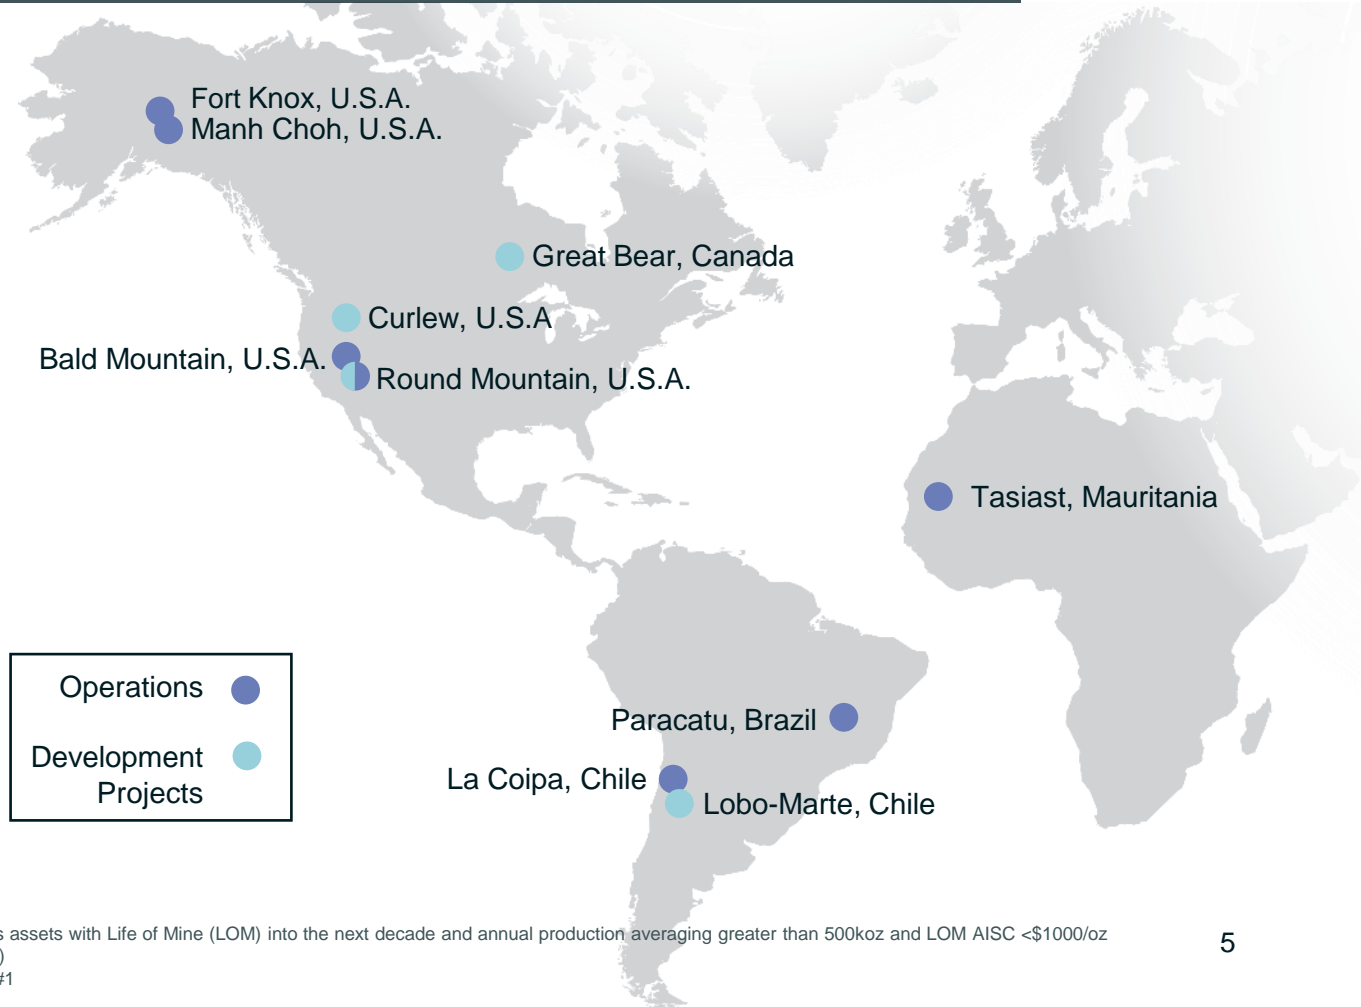 Fort Knox, U.S.A.
Manh Choh, U.S.A.
Great Bear, Canada
Curlew, U.S.A
Bald Mountain, U.S.A.
Round Mountain, U.S.A.
Tasiast, Mauritania
Operations
Development
Projects
Paracatu, Brazil
La Coipa, Chile
Lobo-Marte, Chile
assets with Life of Mine (LOM) into the next decade and annual production averaging greater than 500koz and LOM AISC <$1000/oz
)
#1
5